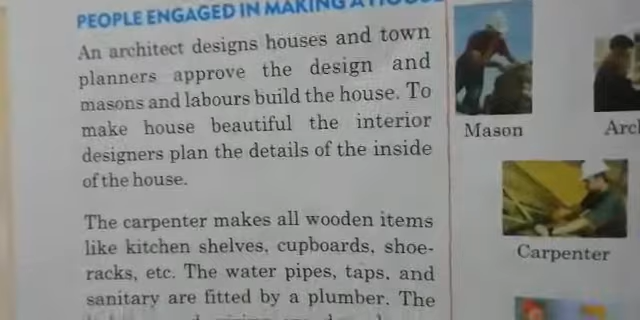 PEOPLE ENGAGED IN MAKING A HOUSE
An architect designs houses and town
planners approve the design and
masons and labours build the house. To
make house beautiful the interior
designers plan the details of the inside
of the house.
The carpenter makes all wooden items
like kitchen shelves, cupboards, shoe-
racks, etc. The water pipes, taps, and
sanitary are fitted by a plumber. The
Mason
Carpenter